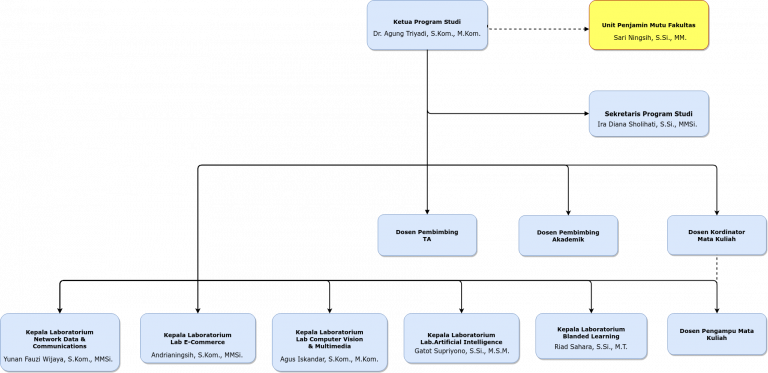 Ketua Program Studi
Dr. Agung Triyadi, S.Kom., M.Kom.
Unit Penjamin Mutu Fakultas
Sari Ningsih, S.Si., MM.
Sekretaris Program Studi
Ira Diana Sholihati, S.Si., MMSi.
Dosen Pembimbing
TA
Dosen Pembimbing
Akademik
Dosen Kordinator
Mata Kuliah
Kepala Laboratorium
Network Data &
Communications
Yunan Fauzi Wijaya, S.Kom., MMSi.
Kepala Laboratorium
Lab E-Commerce
Andrianingsih, S.Kom., MMSi.
Kepala Laboratorium
Lab Computer Vision
& Multimedia
Agus Iskandar, S.Kom., M.Kom.
Kepala Laboratorium
Lab.Artificial Intelligence
Gatot Supriyono, S.Si., M.S.M.
Kepala Laboratorium
Blanded Learning
Riad Sahara, S.Si., M.T.
Dosen Pengampu Mata
Kuliah